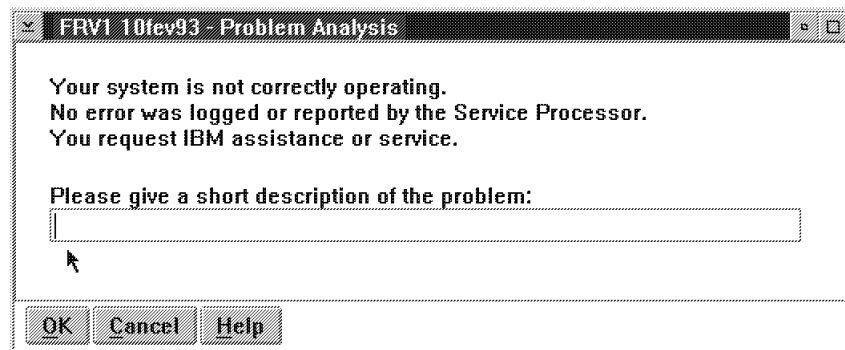 FRV1 10fev93 - Problem Analysis
Your system is not correctly operating.
No error was logged or reported by the Service Processor.
You request IBM assistance or service.
Please give a short description of the problem:
OK Cancel Help